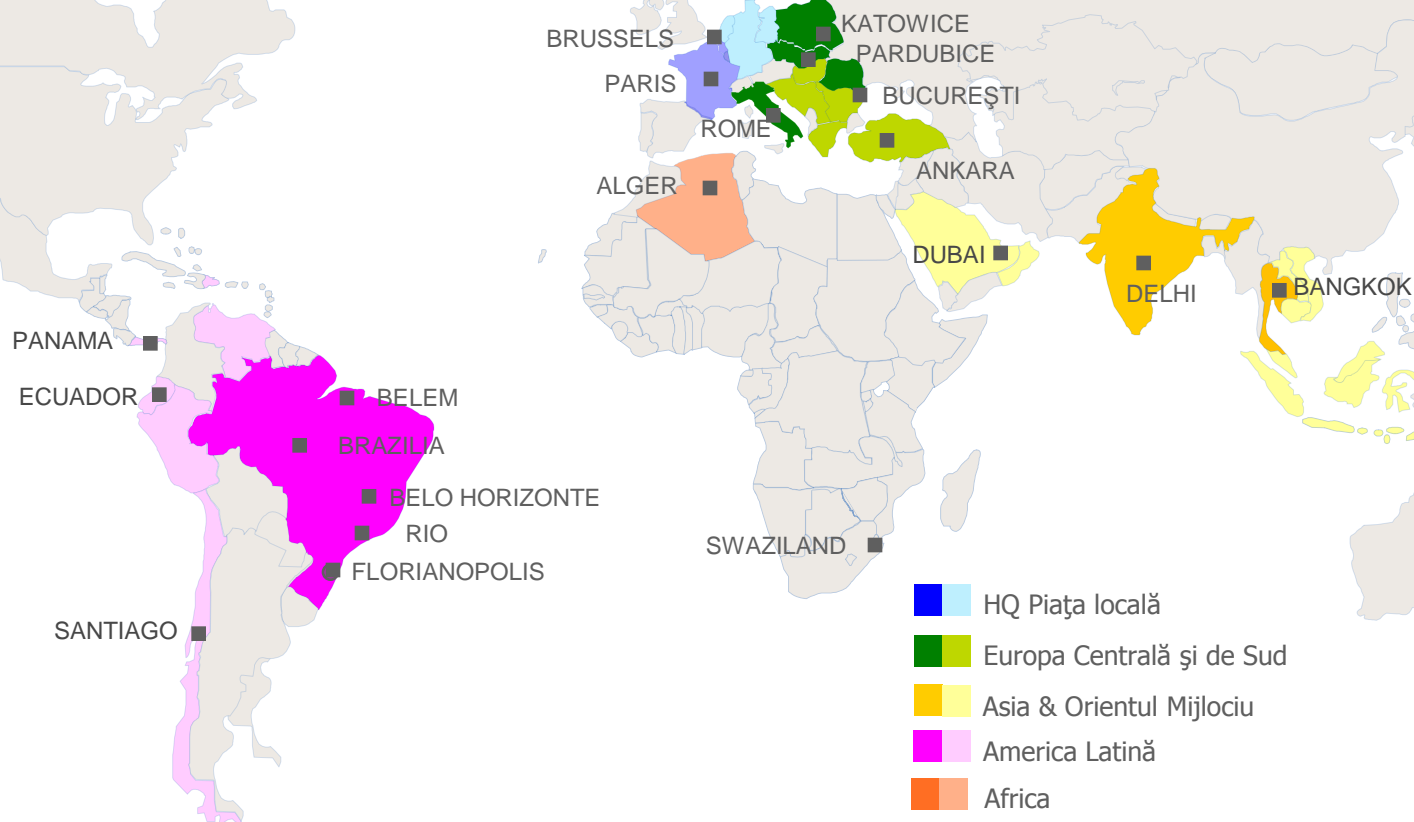 KATOWICE
BRUSSELS
PARDUBICE
PARIS
BUCUREŞTI
ROME
ANKARA
ALGER
DUBAI
DELHI
BANGKOK
PANAMA
ECUADOR
BELEM
BRAZILIA
BELO HORIZONTE
RIO
SWAZILAND
FLORIANOPOLIS
SANTIAGO
HQ Piaţa locală
Europa Centrală şi de Sud
Asia & Orientul Mijlociu
America Latină
Africa